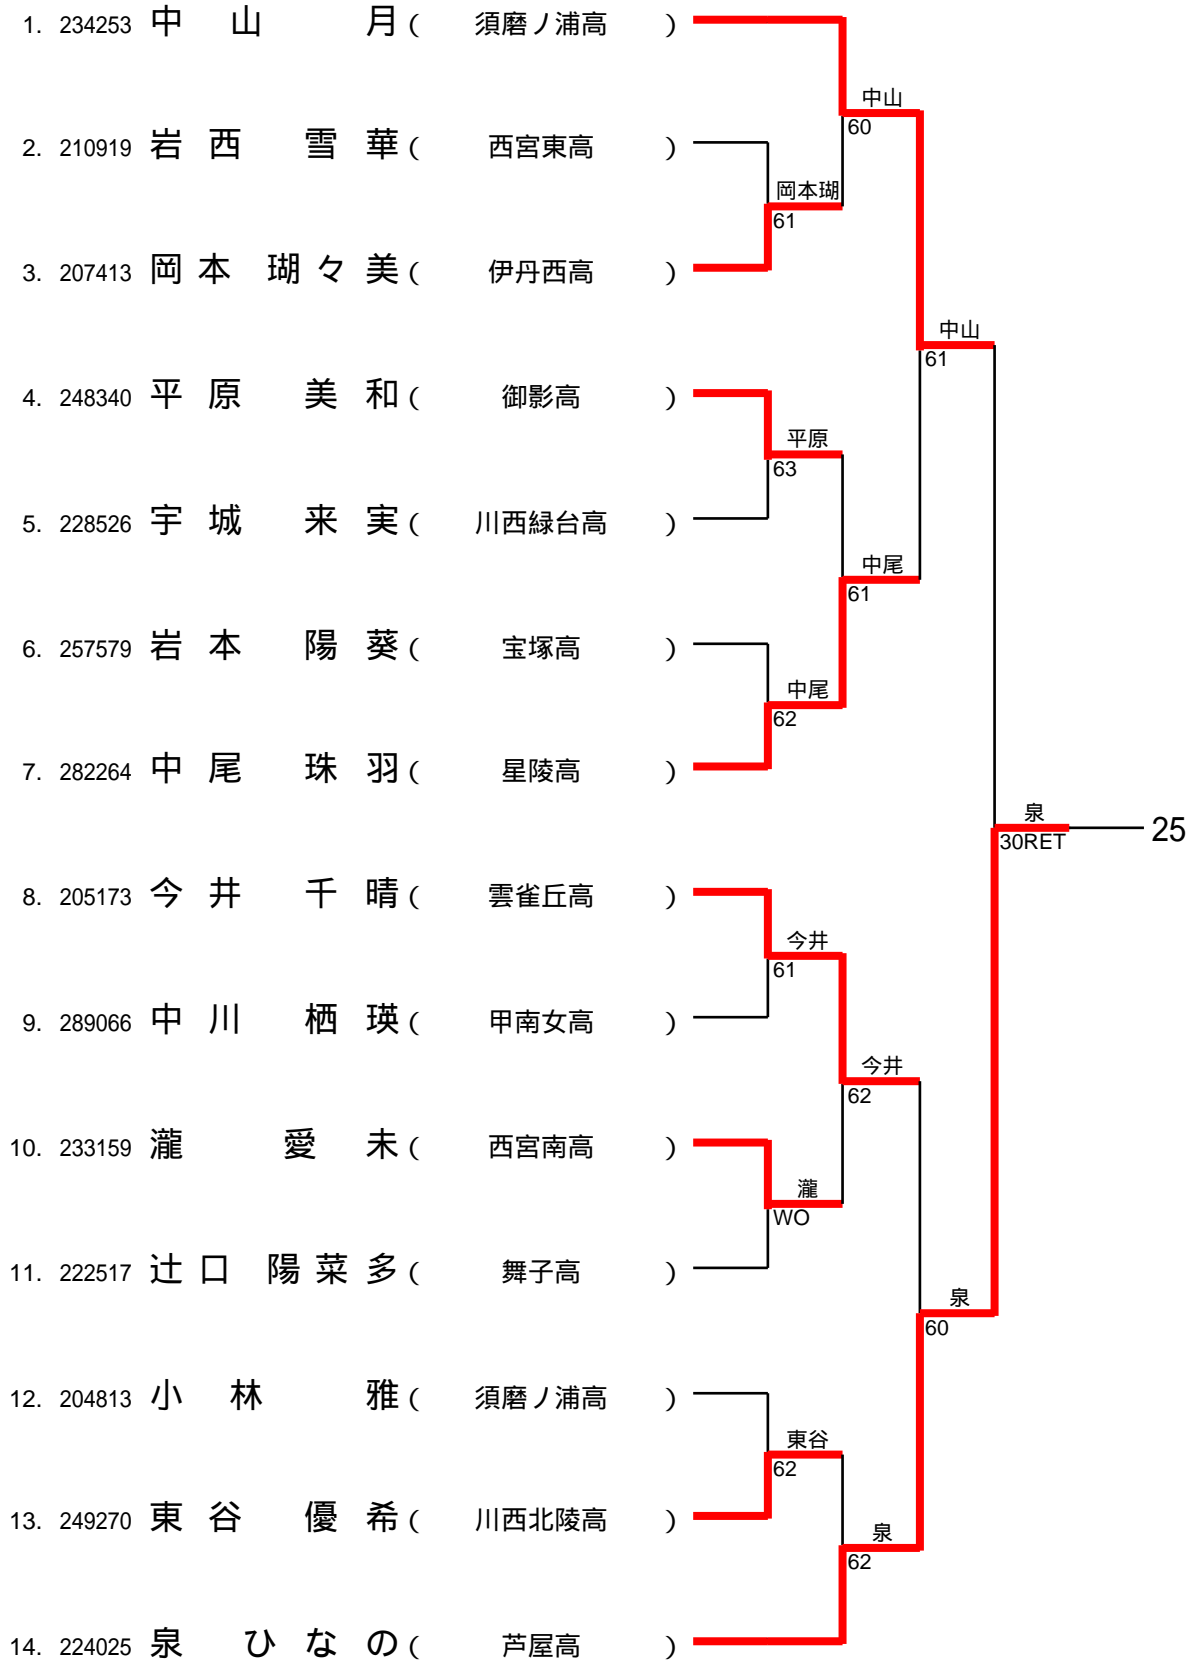 1. 234253 中山 月 ( 須磨ノ浦高 )
中山
60
2. 210919 岩西 雪華 ( 西宮東高 )
岡本瑚
61
3. 207413 岡本 瑚々美 ( 伊丹西高 )
中山
61
4. 248340 平原 美和 ( 御影高 )
平原
63
5. 228526 宇城 来実 ( 川西緑台高 )
中尾
61
6. 257579 岩本 陽葵 ( 宝塚高 )
中尾
62
7. 282264 中尾 珠羽 ( 星陵高 )
泉
30RET
25
8. 205173 今井 千晴 ( 雲雀丘高 )
今井
61
9. 289066 中川 栖瑛 ( 甲南女高 )
今井
62
10. 233159 瀧 愛未 ( 西宮南高 )
瀧
WO
11. 222517 辻口 陽菜多 ( 舞子高 )
泉
60
12. 204813 小林 雅 ( 須磨ノ浦高 )
東谷
62
13. 249270 東谷 優希 ( 川西北陵高 )
泉
62
14. 224025 泉 ひなの ( 芦屋高 )